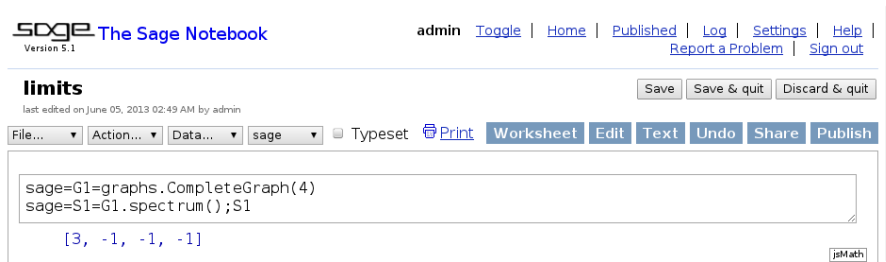 sage The Sage Notebook
Version 5.1
admin Toggle | Home | Published | Log | Settings | Help |
Report a Problem | Sign out
limits
last edited on June 05, 2013 02:49 AM by admin
Save Save & quit Discard & quit
File... Action... Data... sage Typeset Print Worksheet Edit Text Undo Share Publish
sage=G1=graphs.CompleteGraph(4)
sage=S1=G1.spectrum();S1
[3, -1, -1, -1]
jsMath